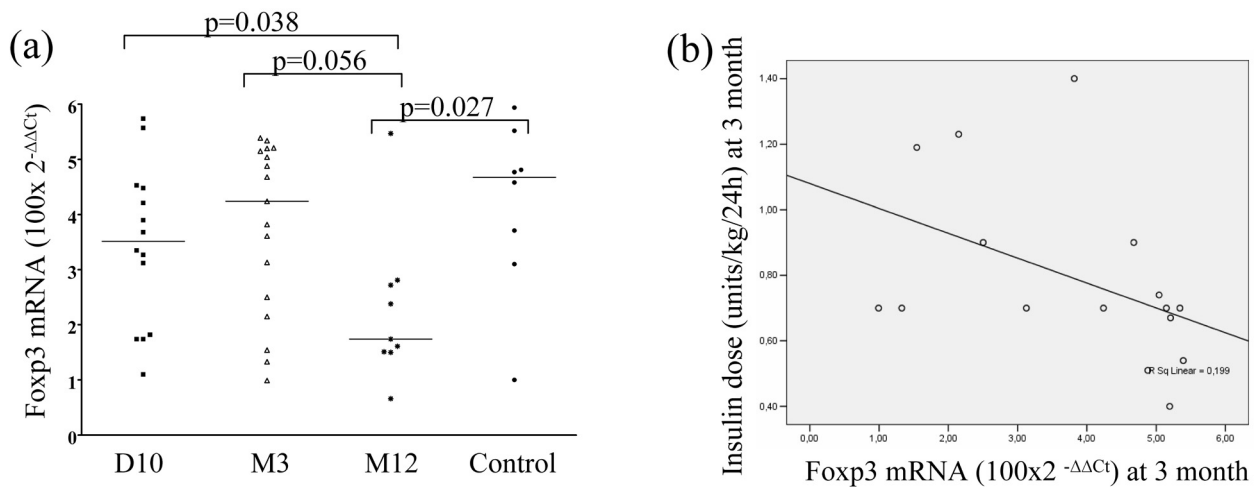 (a)
p=0.038
p=0.056
p=0.027
Foxp3 mRNA (100x 2-ΔΔCt)
6
5
4
3
2
1
0
D10 M3 M12 Control
(b)
Insulin dose (units/kg/24h) at 3 month
1,40
1,20
1,00
0,80
0,60
0,40
R Sq Linear = 0,199
0,00 1,00 2,00 3,00 4,00 5,00 6,00
Foxp3 mRNA (100x2 -ΔΔCt) at 3 month